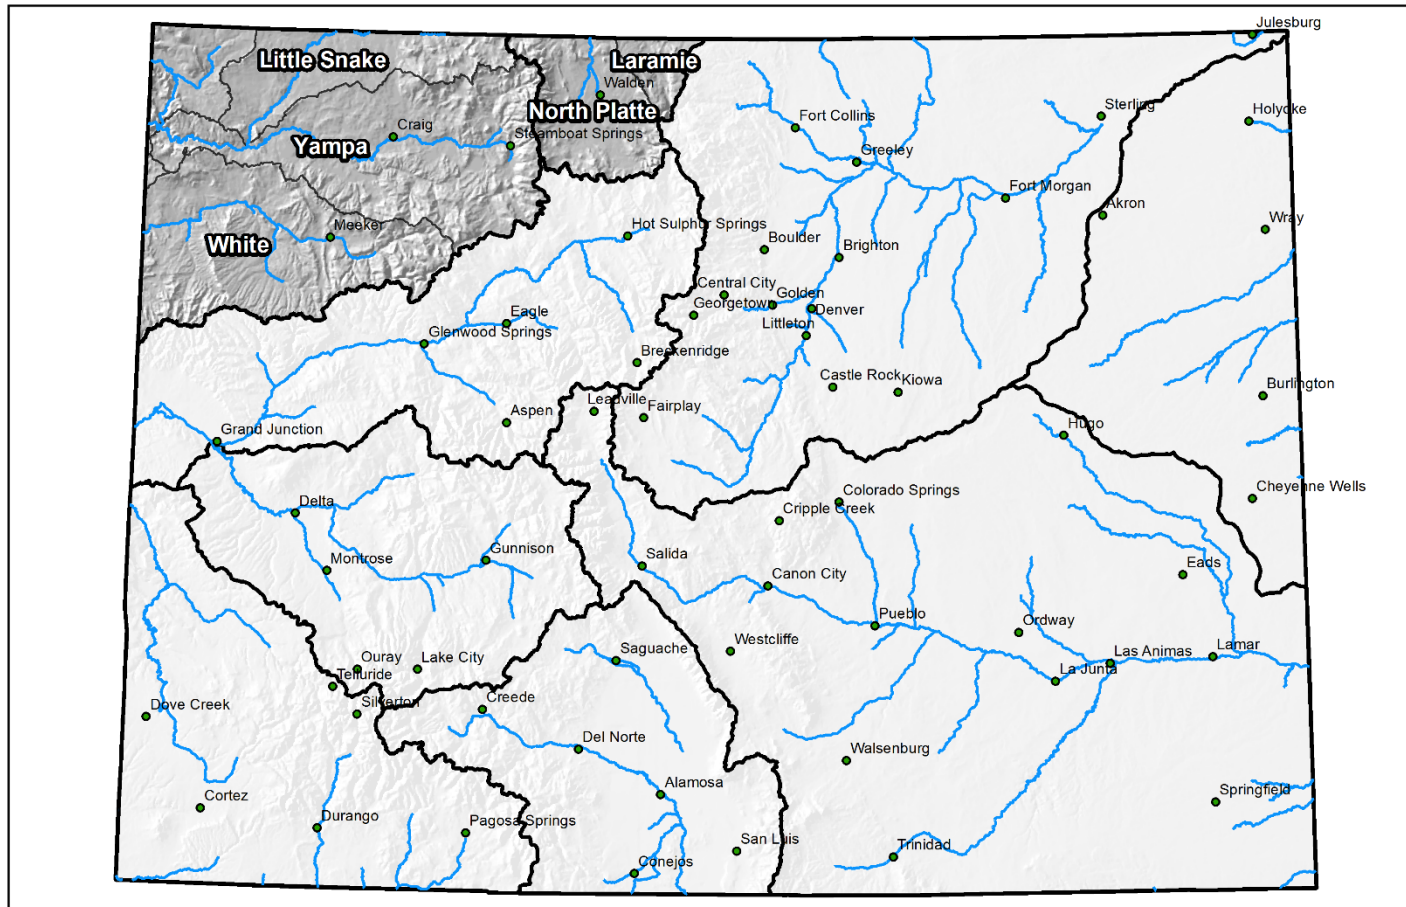 Julesburg
Little Snake
Laramie
Walden
North Platte
Sterling
Holyoke
Fort Collins
Craig
Steamboat Springs
Yampa
Greeley
Fort Morgan
Akron
Wray
Meeker
Hot Sulphur Springs
White
Boulder
Brighton
Central City
Golden
Georgetown
Denver
Eagle
Littleton
Glenwood Springs
Breckenridge
Castle Rock
Kiowa
Burlington
Leadville
Aspen
Fairplay
Grand Junction
Hugo
Colorado Springs
Cheyenne Wells
Delta
Cripple Creek
Gunnison
Salida
Montrose
Eads
Canon City
Pueblo
Ordway
Westcliffe
Saguache
Las Animas
Lamar
Ouray
Lake City
La Junta
Telluride
Dove Creek
Silverton
Creede
Del Norte
Walsenburg
Alamosa
Springfield
Cortez
Durango
Pagosa Springs
San Luis
Trinidad
Conejos